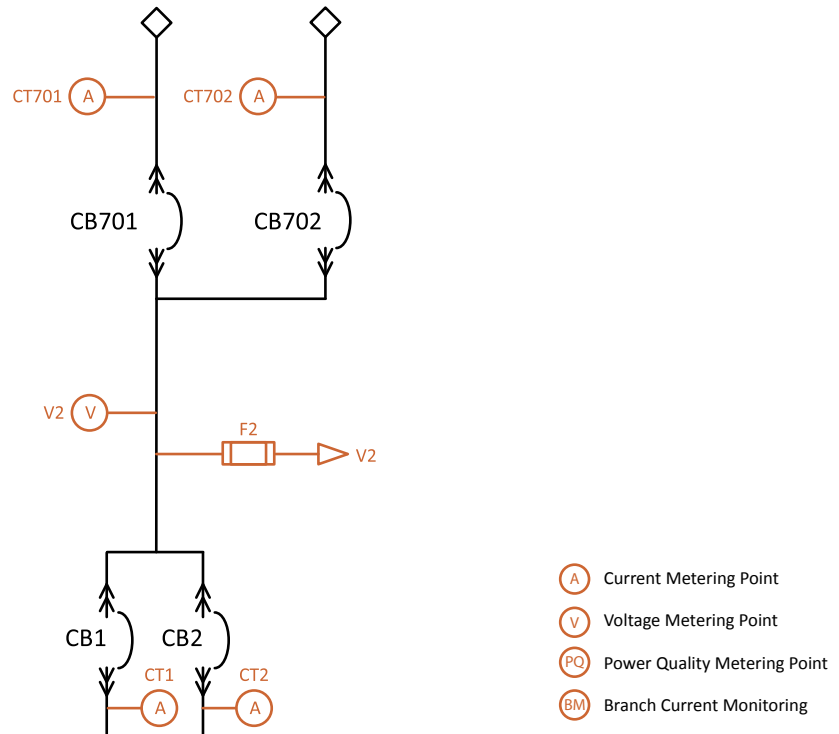 CT701 A
CT702 A
CB701
CB702
V2 V
F2
V2
CB1
CB2
CT1
A
CT2
A
A Current Metering Point
V Voltage Metering Point
PQ Power Quality Metering Point
BM Branch Current Monitoring